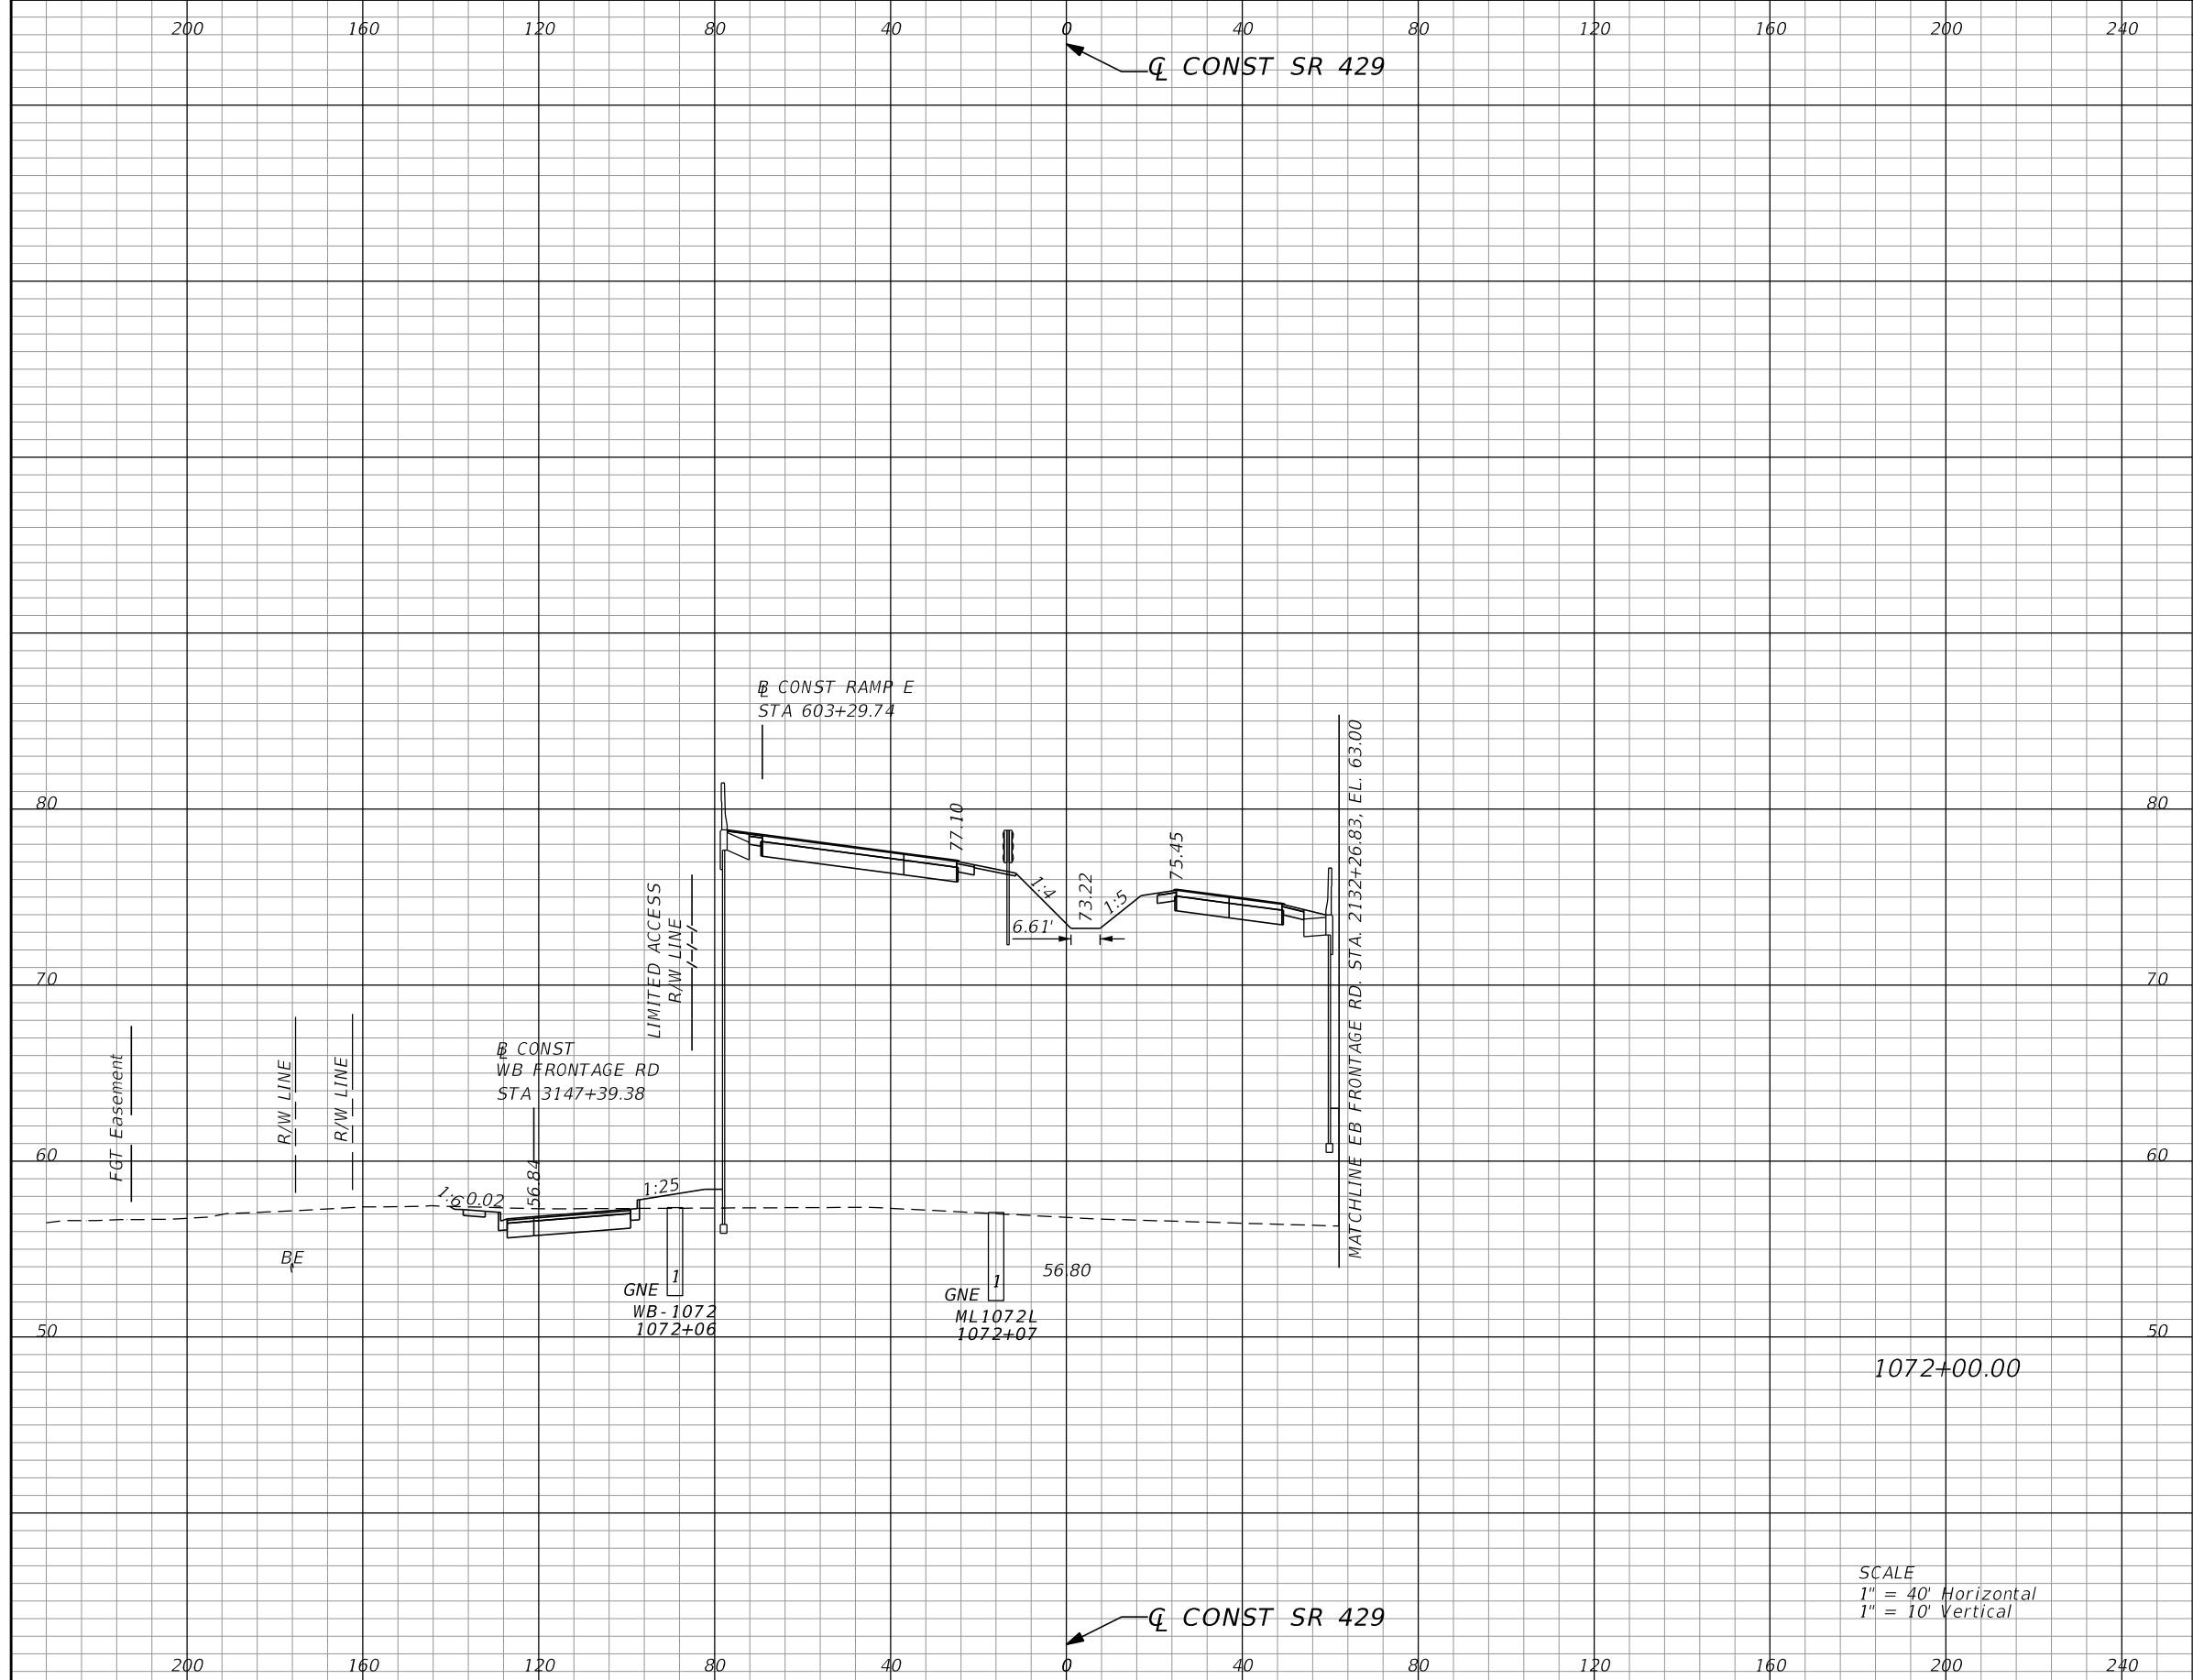 200 160 120 80 40 0 40 80 120 160 200 240
℄ CONST SR 429
BL CONST RAMP E
STA 603+29.74
80 80
77.10
75.45
1:4
73.22
1:5
6.61'
LIMITED ACCESS
R/W LINE
MATCHLINE EB FRONTAGE RD. STA. 2132+26.83, EL. 63.00
70 70
BL CONST
WB FRONTAGE RD
STA 3147+39.38
FGT Easement
R/W LINE
R/W LINE
60 60
1:6
0.02
56.84
1:25
BE
56.80
1
GNE
WB-1072
1072+06
1
GNE
ML1072L
1072+07
50 50
1072+00.00
SCALE
1" = 40' Horizontal
1" = 10' Vertical
℄ CONST SR 429
200 160 120 80 40 0 40 80 120 160 200 240